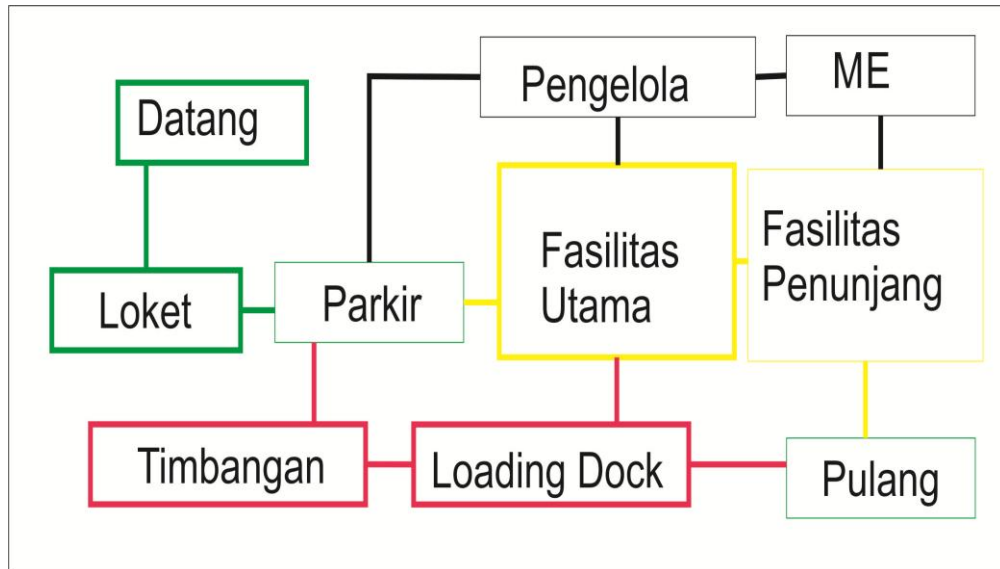 Pengelola
ME
Datang
Fasilitas
Utama
Fasilitas
Penunjang
Loket
Parkir
Timbangan
Loading Dock
Pulang